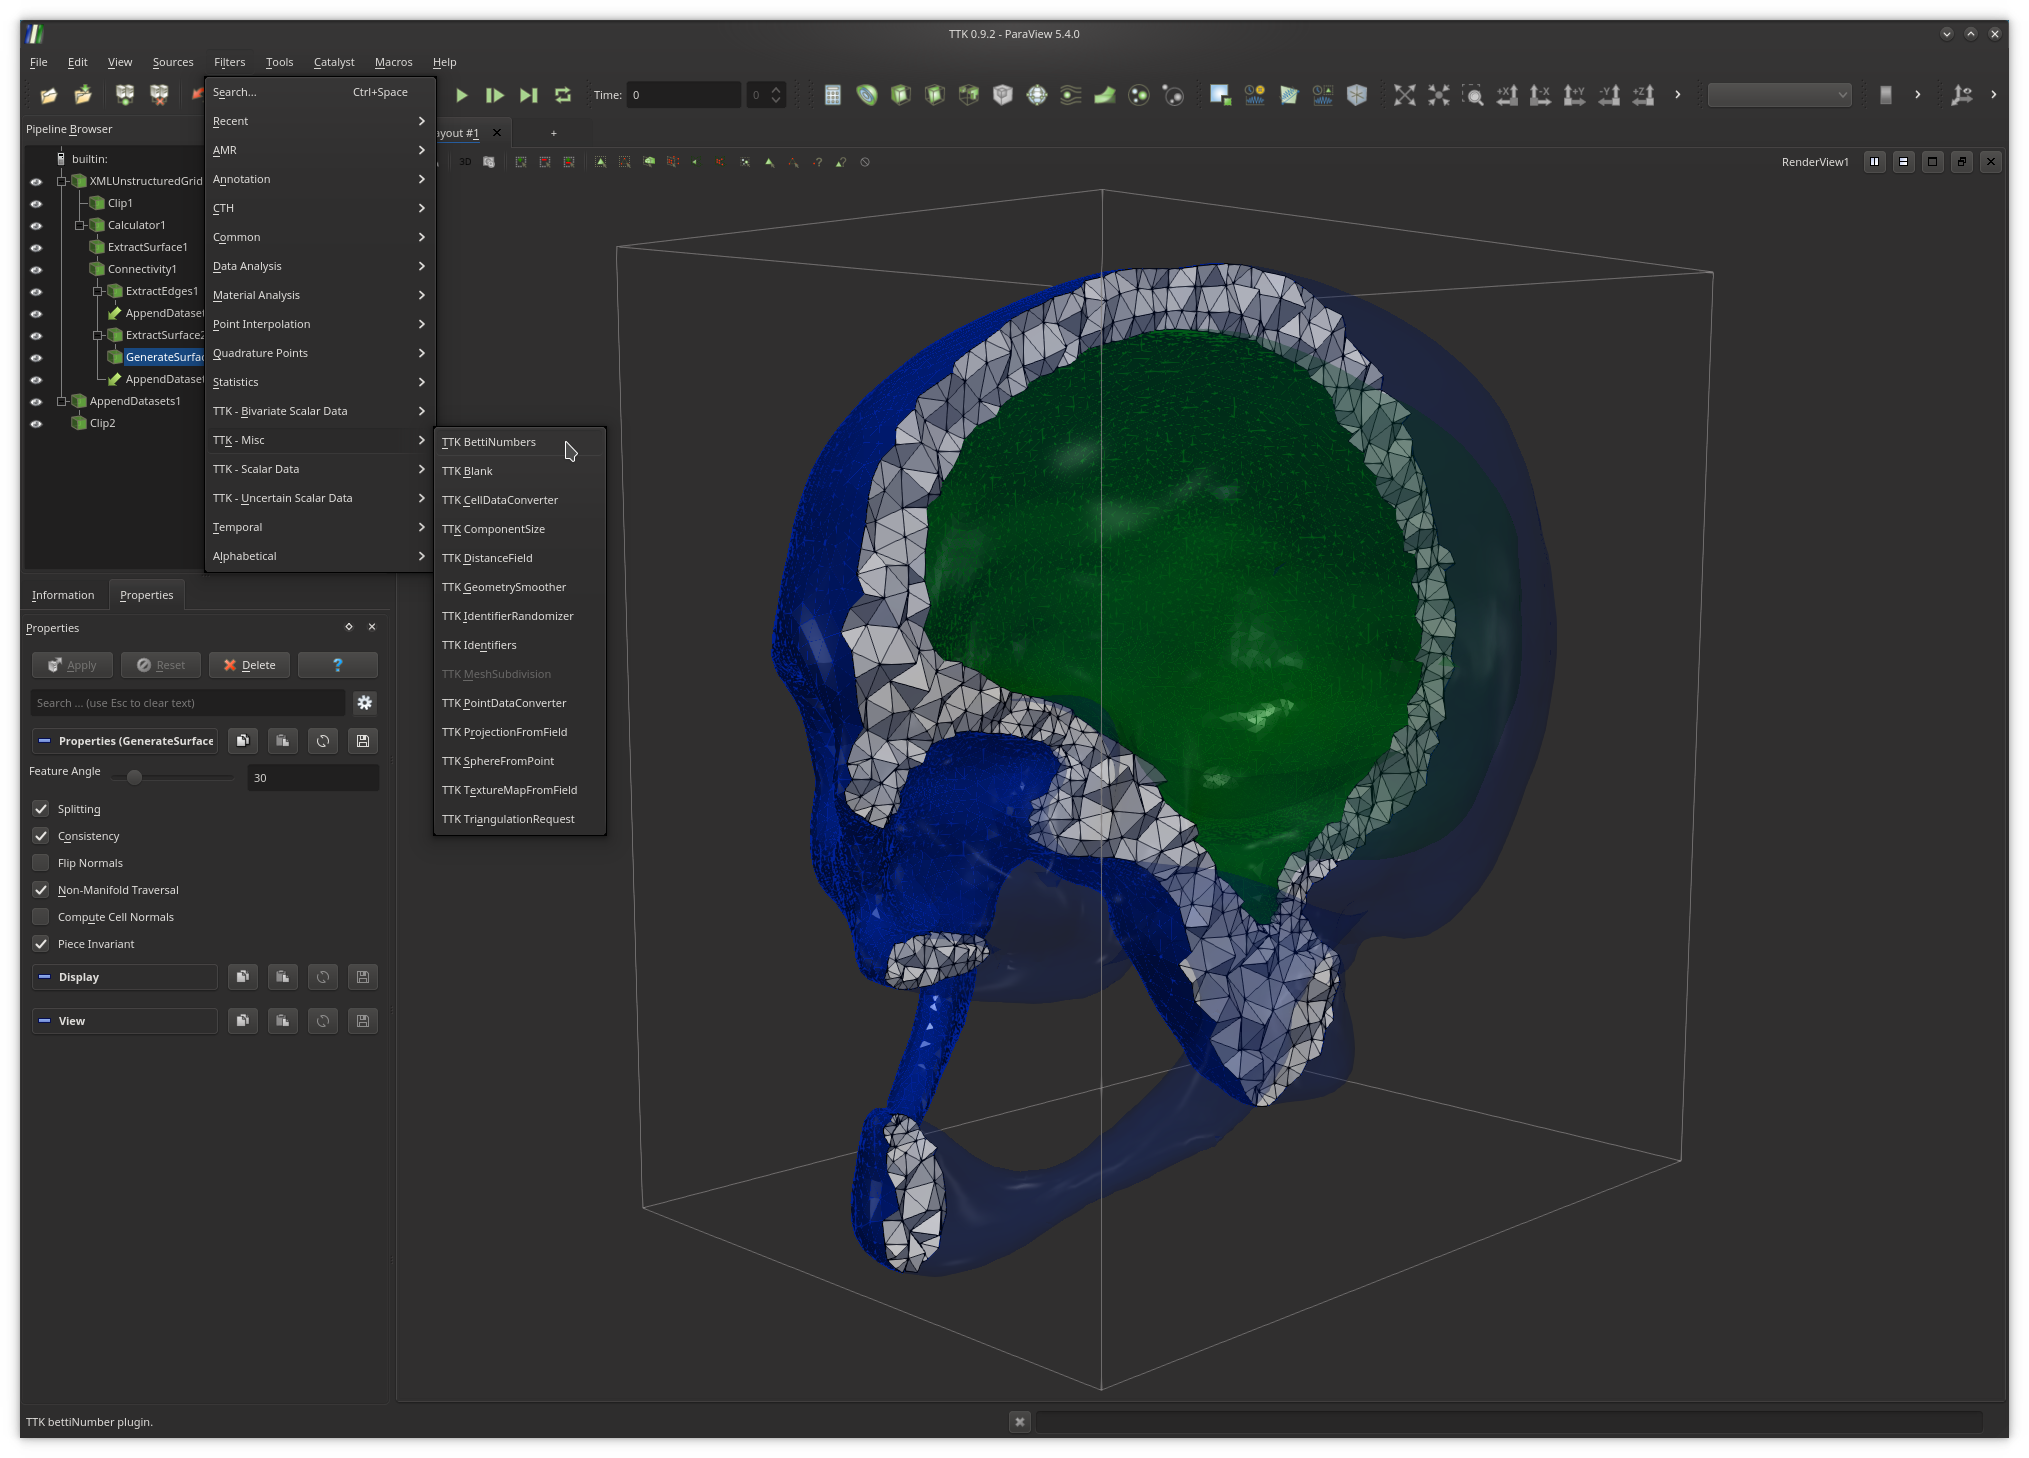 TTK 0.9.2 - ParaView 5.4.0
File Edit View Sources Filters Tools Catalyst Macros Help
Time: 0 0
Search... Ctrl+Space
Recent
AMR
Annotation
CTH
Common
Data Analysis
Material Analysis
Point Interpolation
Quadrature Points
Statistics
TTK - Bivariate Scalar Data
TTK - Misc
TTK - Scalar Data
TTK - Uncertain Scalar Data
Temporal
Alphabetical
TTK BettiNumbers
TTK Blank
TTK CellDataConverter
TTK ComponentSize
TTK DistanceField
TTK GeometrySmoother
TTK IdentifierRandomizer
TTK Identifiers
TTK MeshSubdivision
TTK PointDataConverter
TTK ProjectionFromField
TTK SphereFromPoint
TTK TextureMapFromField
TTK TriangulationRequest
Pipeline Browser
builtin:
XMLUnstructuredGrid
Clip1
Calculator1
ExtractSurface1
Connectivity1
ExtractEdges1
AppendDataset
ExtractSurface2
GenerateSurfac
AppendDataset
AppendDatasets1
Clip2
ayout #1 +
3D
RenderView1
+X -X +Y -Y +Z
Information Properties
Properties
Apply Reset Delete ?
Search ... (use Esc to clear text)
Properties (GenerateSurface
Feature Angle 30
Splitting
Consistency
Flip Normals
Non-Manifold Traversal
Compute Cell Normals
Piece Invariant
Display
View
TTK bettiNumber plugin.